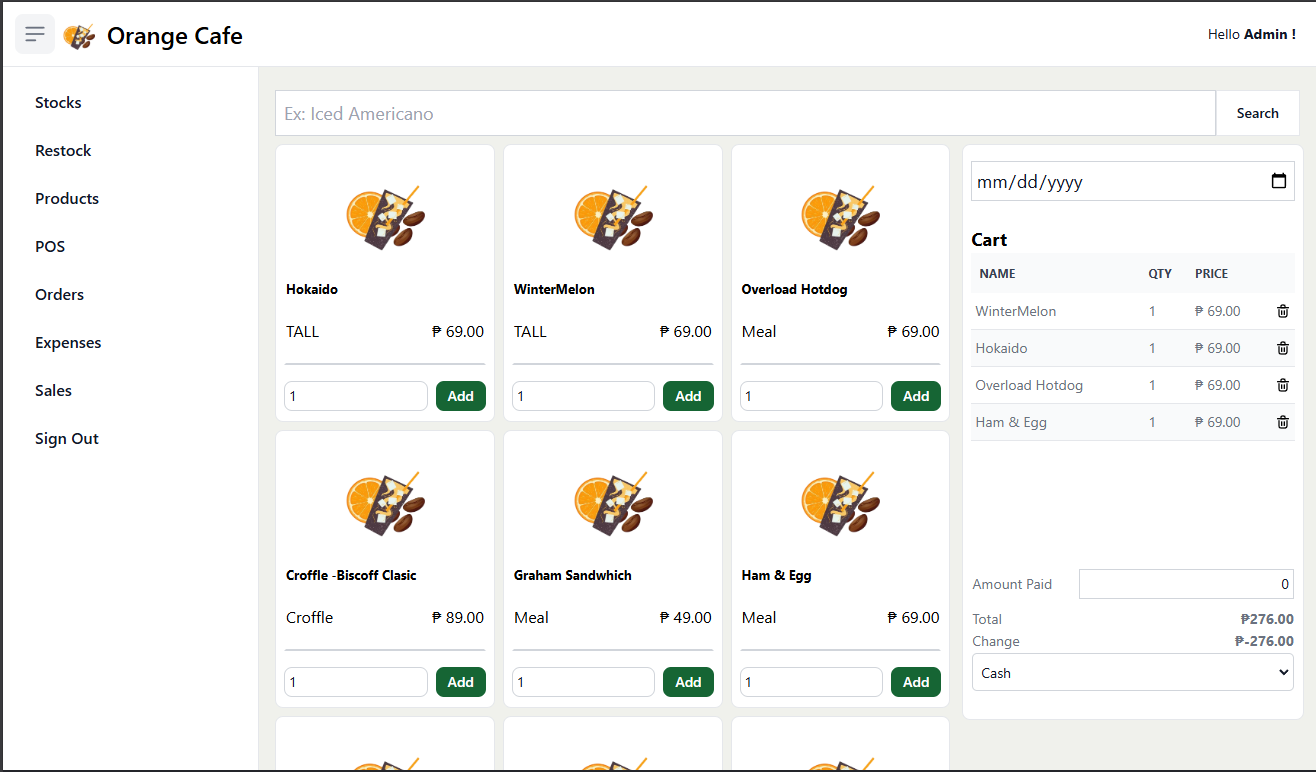 Orange Cafe
Hello Admin !
Stocks
Restock
Products
POS
Orders
Expenses
Sales
Sign Out
Ex: Iced Americano
Search
Hokaido
TALL ₱ 69.00
1 Add
WinterMelon
TALL ₱ 69.00
1 Add
Overload Hotdog
Meal ₱ 69.00
1 Add
Croffle -Biscoff Clasic
Croffle ₱ 89.00
1 Add
Graham Sandwhich
Meal ₱ 49.00
1 Add
Ham & Egg
Meal ₱ 69.00
1 Add
mm/dd/yyyy
Cart
NAME QTY PRICE
WinterMelon 1 ₱ 69.00
Hokaido 1 ₱ 69.00
Overload Hotdog 1 ₱ 69.00
Ham & Egg 1 ₱ 69.00
Amount Paid 0
Total ₱276.00
Change ₱-276.00
Cash